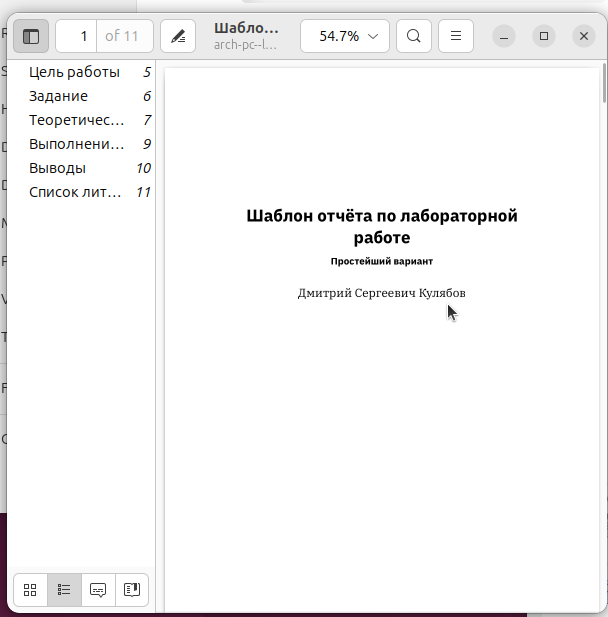 1 of 11
Шабло…
arch-pc--l…
54.7%
Цель работы 5
Задание 6
Теоретичес… 7
Выполнени… 9
Выводы 10
Список лит… 11
Шаблон отчёта по лабораторной
работе
Простейший вариант
Дмитрий Сергеевич Кулябов